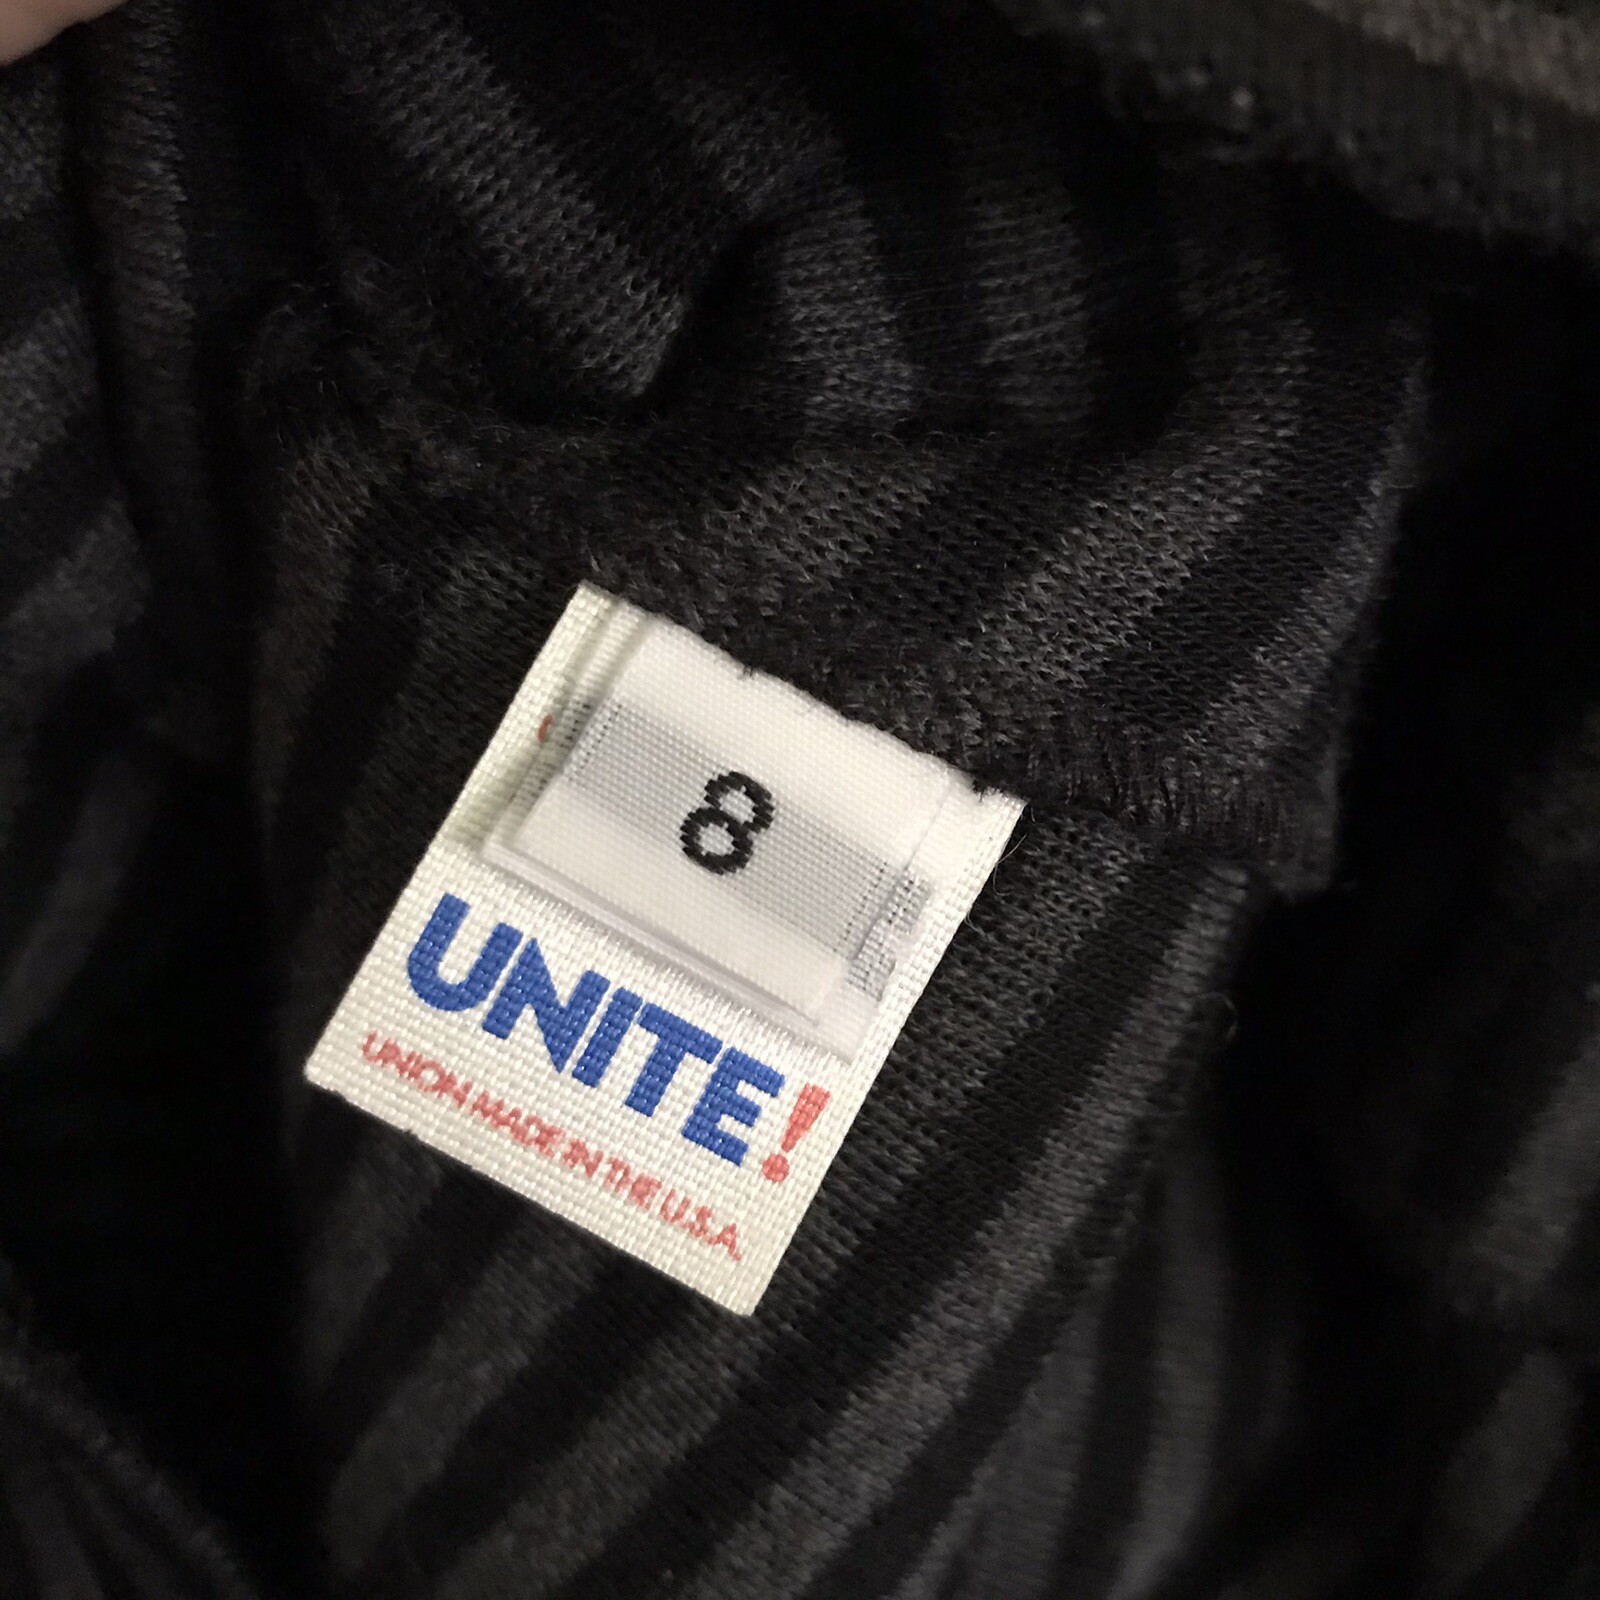 8
UNITE!
UNION MADE IN THE U.S.A.